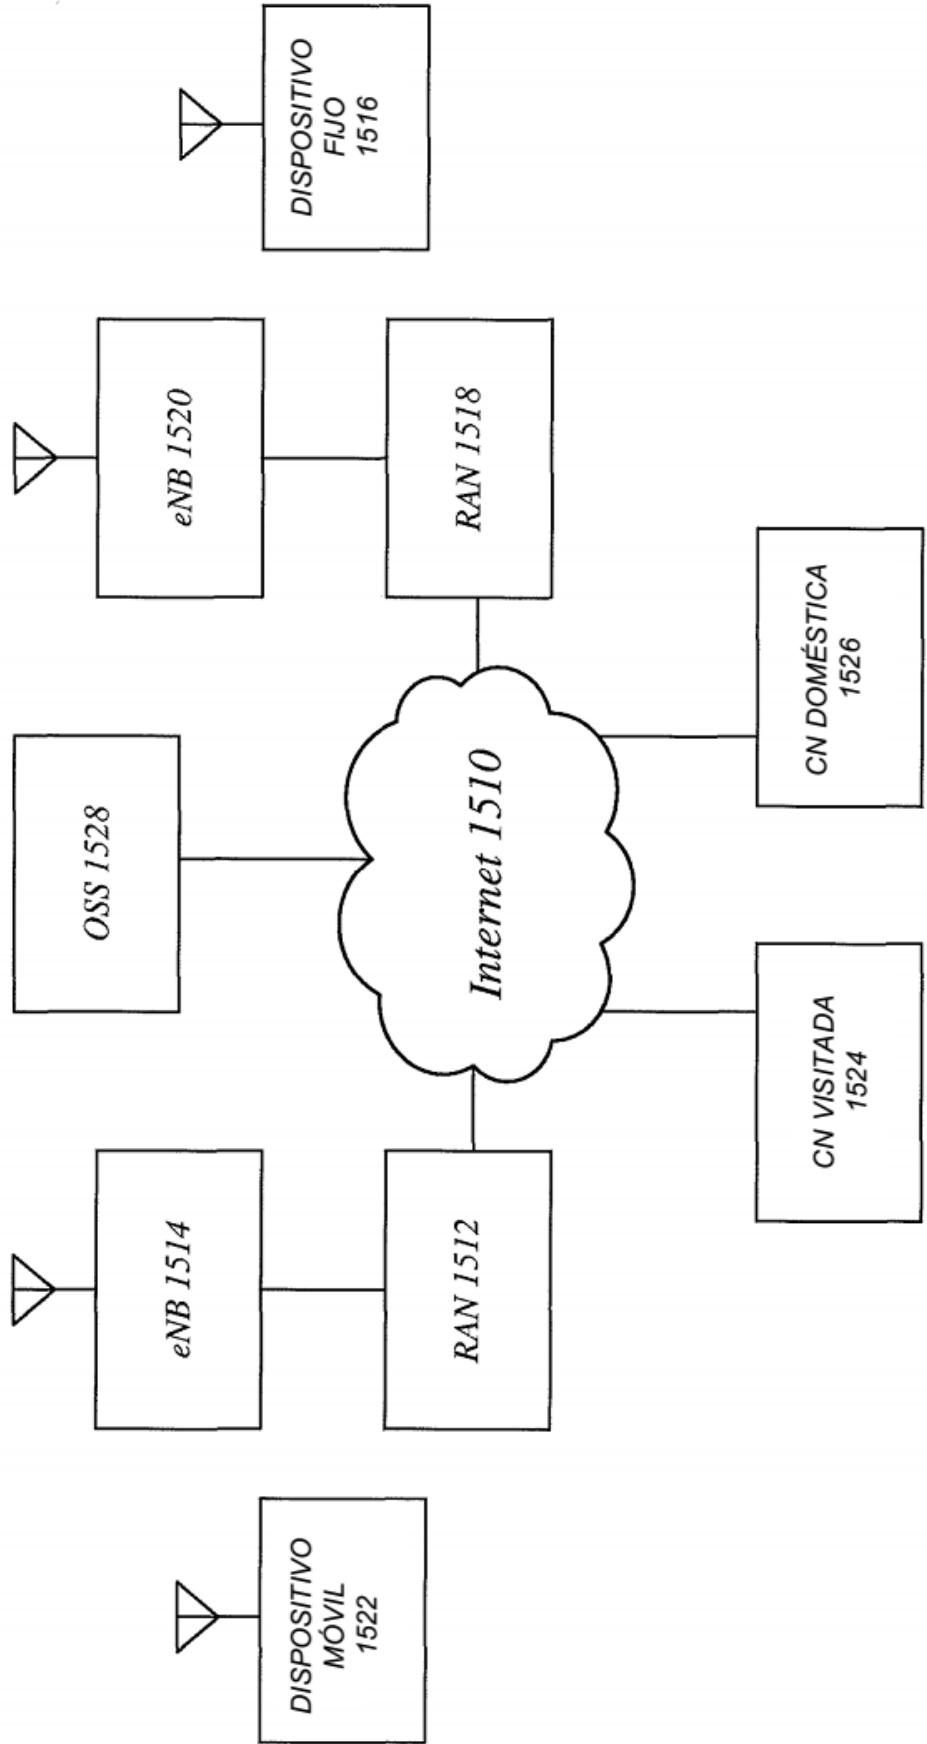 DISPOSITIVO
MÓVIL
1522
eNB 1514
RAN 1512
OSS 1528
Internet 1510
CN VISITADA
1524
CN DOMÉSTICA
1526
eNB 1520
RAN 1518
DISPOSITIVO
FIJO
1516